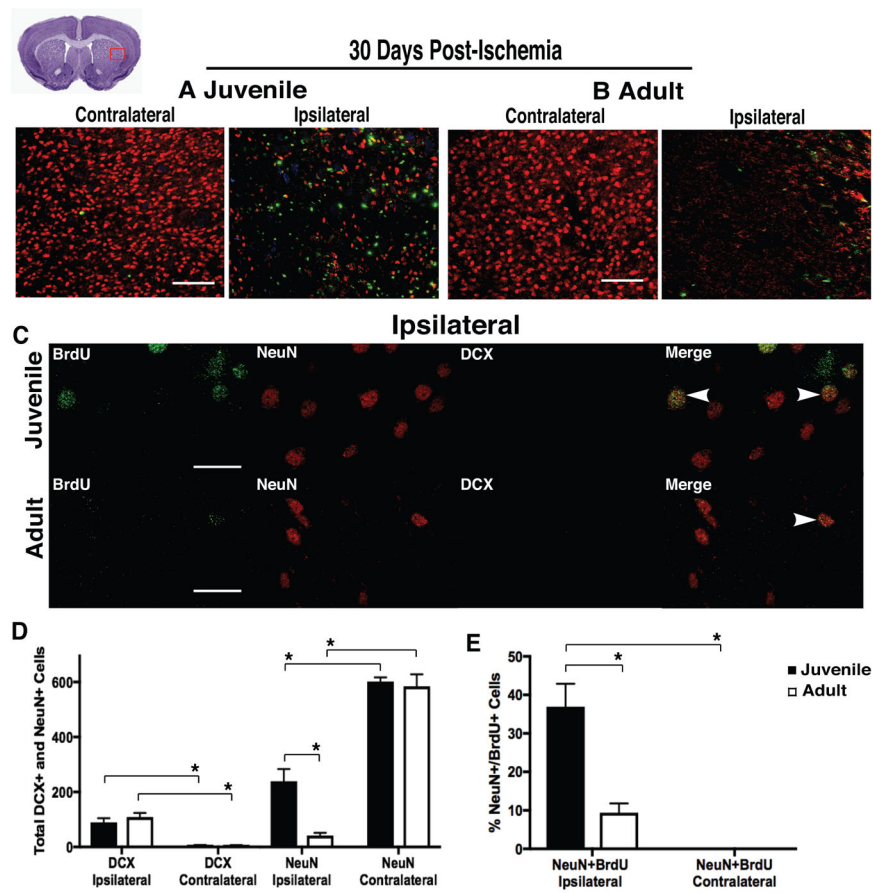 30 Days Post-Ischemia
A Juvenile
B Adult
Contralateral
Ipsilateral
Contralateral
Ipsilateral
Ipsilateral
C
Juvenile
BrdU
NeuN
DCX
Merge
Adult
BrdU
NeuN
DCX
Merge
D
Total DCX+ and NeuN+ Cells
600
400
200
0
*
*
*
*
*
DCX
Ipsilateral
DCX
Contralateral
NeuN
Ipsilateral
NeuN
Contralateral
E
% NeuN+/BrdU+ Cells
50
40
30
20
10
0
*
*
NeuN+BrdU
Ipsilateral
NeuN+BrdU
Contralateral
Juvenile
Adult